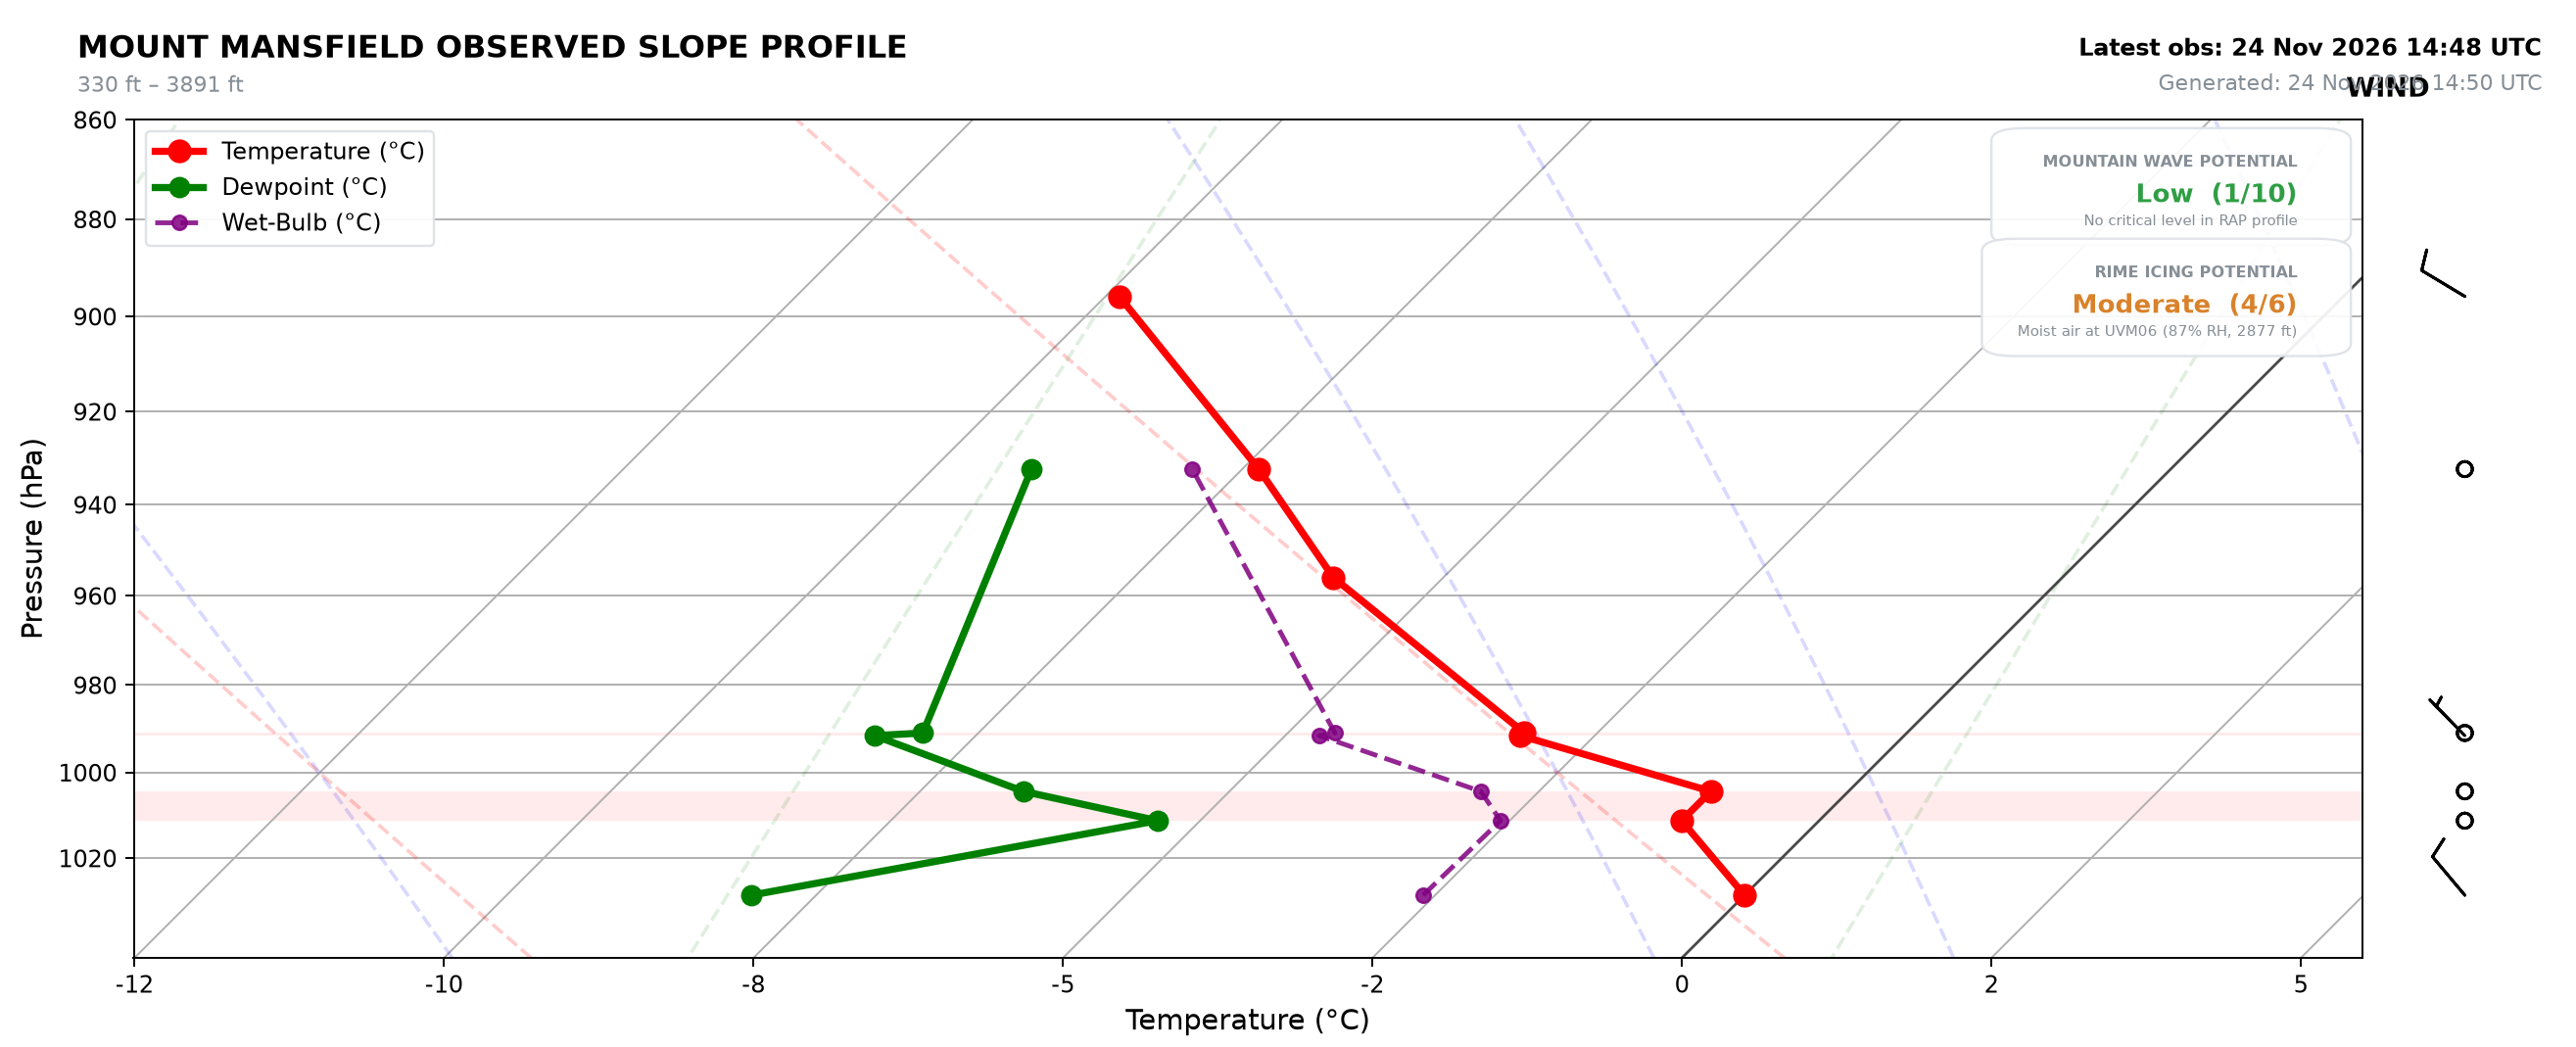 MOUNT MANSFIELD OBSERVED SLOPE PROFILE
330 ft – 3891 ft
Latest obs: 24 Nov 2026 14:48 UTC
Generated: 24 Nov 2026 14:50 UTC
WIND
Temperature (°C)
Dewpoint (°C)
Wet-Bulb (°C)
MOUNTAIN WAVE POTENTIAL
Low (1/10)
No critical level in RAP profile
RIME ICING POTENTIAL
Moderate (4/6)
Moist air at UVM06 (87% RH, 2877 ft)
Pressure (hPa)
860
880
900
920
940
960
980
1000
1020
-12 -10 -8 -5 -2 0 2 5
Temperature (°C)